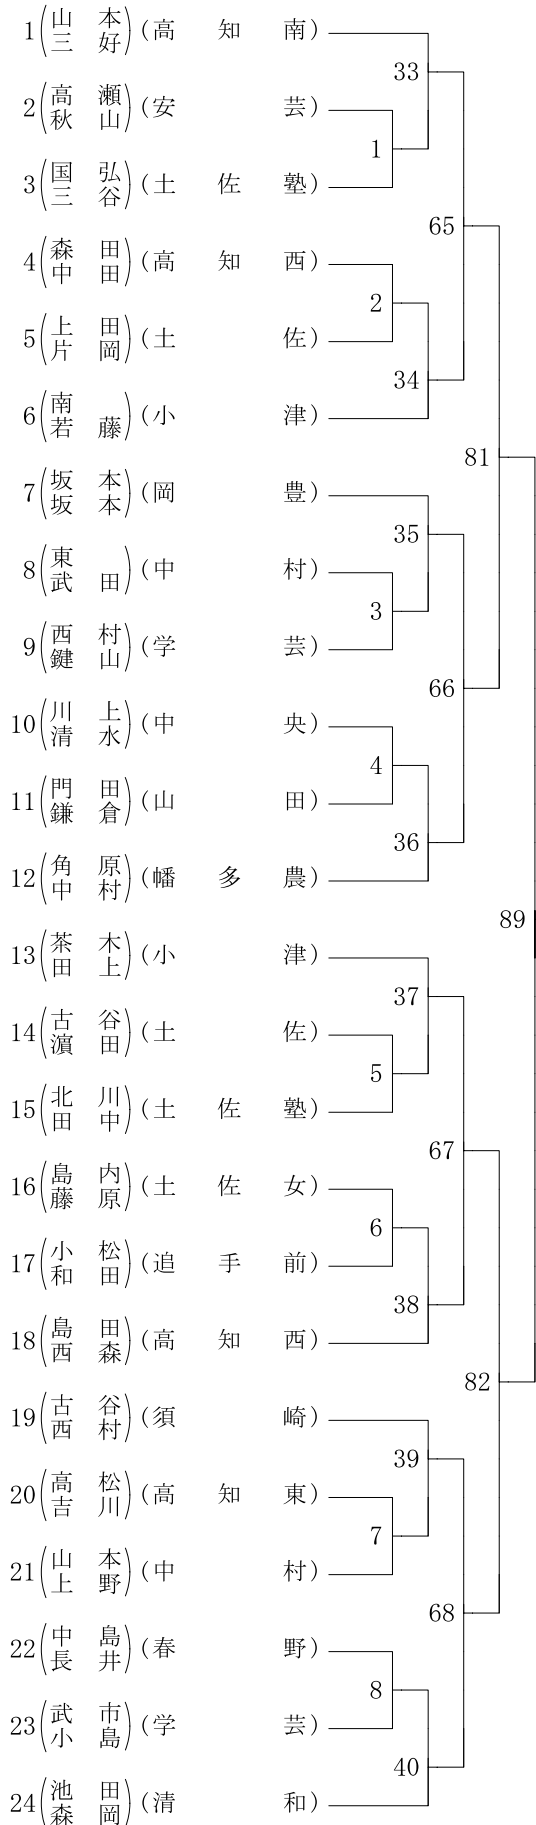 1(山本 三好)(高知南)
33
2(高瀬 秋山)(安芸)
1
3(国弘 三谷)(土佐塾)
65
4(森田 中田)(高知西)
2
5(上田 片岡)(土佐)
34
6(南 若藤)(小津)
81
7(坂本 坂本)(岡豊)
35
8(東 武田)(中村)
3
9(西村 鍵山)(学芸)
66
10(川上 清水)(中央)
4
11(門田 鎌倉)(山田)
36
12(角原 中村)(幡多農)
89
13(茶木 田上)(小津)
37
14(古谷 濵田)(土佐)
5
15(北川 田中)(土佐塾)
67
16(島内 藤原)(土佐女)
6
17(小松 和田)(追手前)
38
18(島田 西森)(高知西)
82
19(古谷 西村)(須崎)
39
20(高松 吉川)(高知東)
7
21(山本 上野)(中村)
68
22(中島 長井)(春野)
8
23(武市 小島)(学芸)
40
24(池田 森岡)(清和)